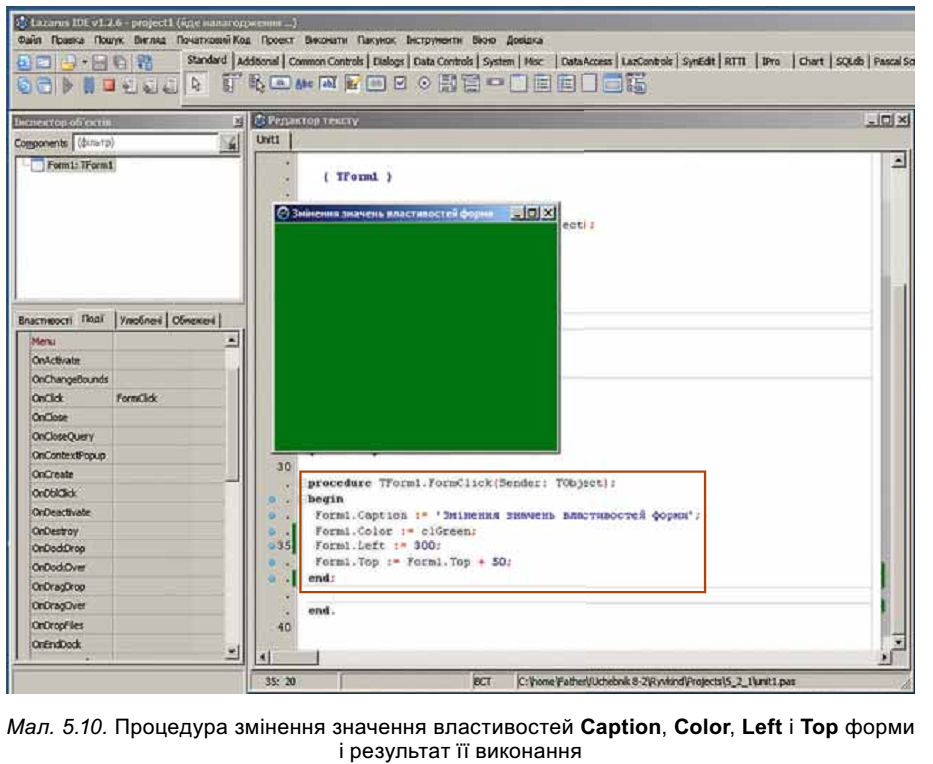 Lazarus IDE v1.2.6 - project1 (йде налагодження ...)
Файл Правка Пошук Вигляд Початковий Код Проект Виконати Пакунок Інструменти Вікно Довідка
Standard Additional Common Controls Dialogs Data Controls System Misc Data Access LazControls SynEdit RTTI IPro Chart SQLdb Pascal Sc
Інспектор об'єктів
Components (фільтр)
Form1: TForm1
Властивості Події Улюблені Обмежені
Menu
OnActivate
OnChangeBounds
OnClick FormClick
OnClose
OnCloseQuery
OnContextPopup
OnCreate
OnDblClick
OnDeactivate
OnDestroy
OnDockDrop
OnDockOver
OnDragDrop
OnDragOver
OnDropFiles
OnEndDock
Редактор тексту
Unit1
{ TForm1 }
Змінення значень властивостей форми
ect);
30
procedure TForm1.FormClick(Sender: TObject);
begin
Form1.Caption := 'Змінення значень властивостей форми';
Form1.Color := clGreen;
35 Form1.Left := 300;
Form1.Top := Form1.Top + 50;
end;
end.
40
35: 20 ВСТ C:\home\Father\Uchebnik 8-2\Ryvkind\Projects\5_2_1\unit1.pas
Мал. 5.10. Процедура змінення значення властивостей Caption, Color, Left і Top форми
і результат її виконання